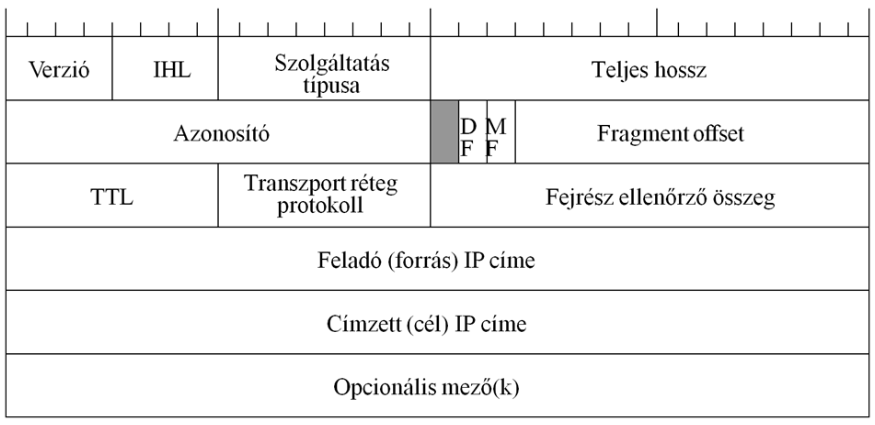 Verzió
IHL
Szolgáltatás
típusa
Teljes hossz
Azonosító
D
F
M
F
Fragment offset
TTL
Transzport réteg
protokoll
Fejrész ellenőrző összeg
Feladó (forrás) IP címe
Címzett (cél) IP címe
Opcionális mező(k)